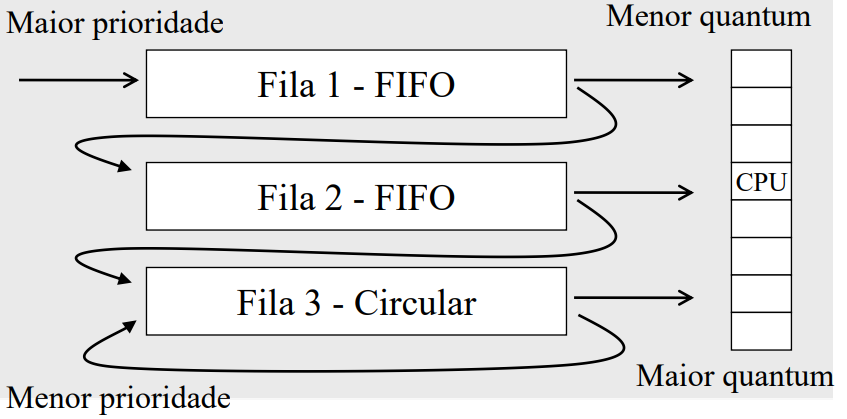 Maior prioridade
Menor quantum
Fila 1 - FIFO
Fila 2 - FIFO
CPU
Fila 3 - Circular
Maior quantum
Menor prioridade